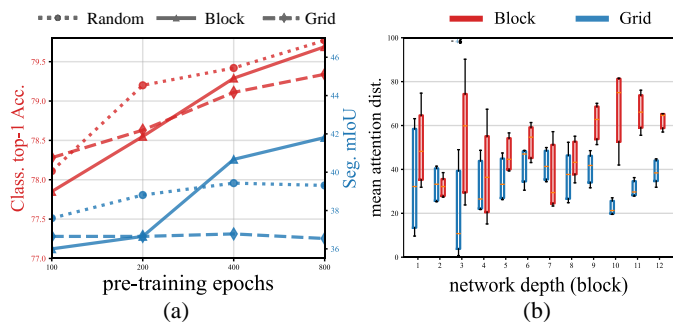 Random Block Grid
Class. top-1 Acc.
79.5
79.0
78.5
78.0
77.5
77.0
46
44
42
40
38
36
Seg. mIoU
100 200 400 800
pre-training epochs
(a)
Block Grid
mean attention dist.
100
80
60
40
20
0
1 2 3 4 5 6 7 8 9 10 11 12
network depth (block)
(b)